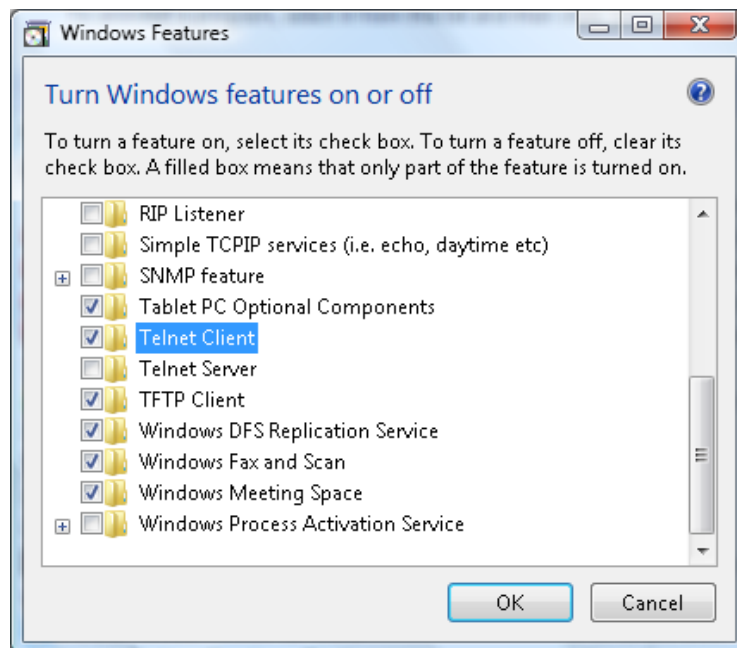 Windows Features
Turn Windows features on or off
To turn a feature on, select its check box. To turn a feature off, clear its
check box. A filled box means that only part of the feature is turned on.
RIP Listener
Simple TCPIP services (i.e. echo, daytime etc)
SNMP feature
Tablet PC Optional Components
Telnet Client
Telnet Server
TFTP Client
Windows DFS Replication Service
Windows Fax and Scan
Windows Meeting Space
Windows Process Activation Service
OK Cancel